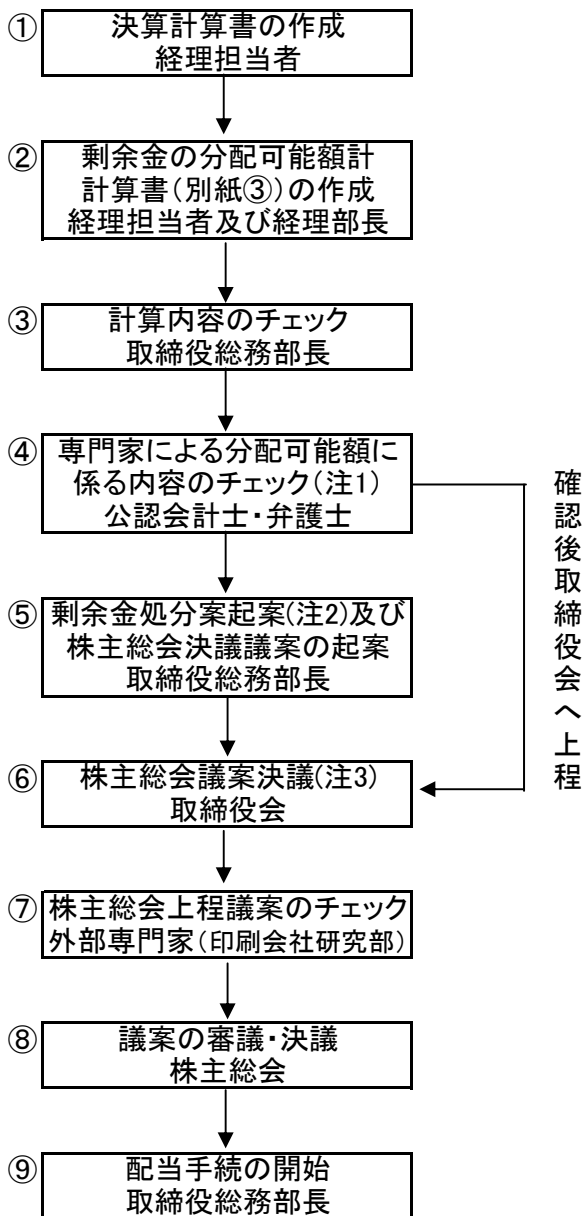 ①
決算計算書の作成
経理担当者
②
剰余金の分配可能額計
計算書(別紙③)の作成
経理担当者及び経理部長
③
計算内容のチェック
取締役総務部長
④
専門家による分配可能額に
係る内容のチェック(注1)
公認会計士・弁護士
確認後取締役会へ上程
⑤
剰余金処分案起案(注2)及び
株主総会決議議案の起案
取締役総務部長
⑥
株主総会議案決議(注3)
取締役会
⑦
株主総会上程議案のチェック
外部専門家(印刷会社研究部)
⑧
議案の審議・決議
株主総会
⑨
配当手続の開始
取締役総務部長